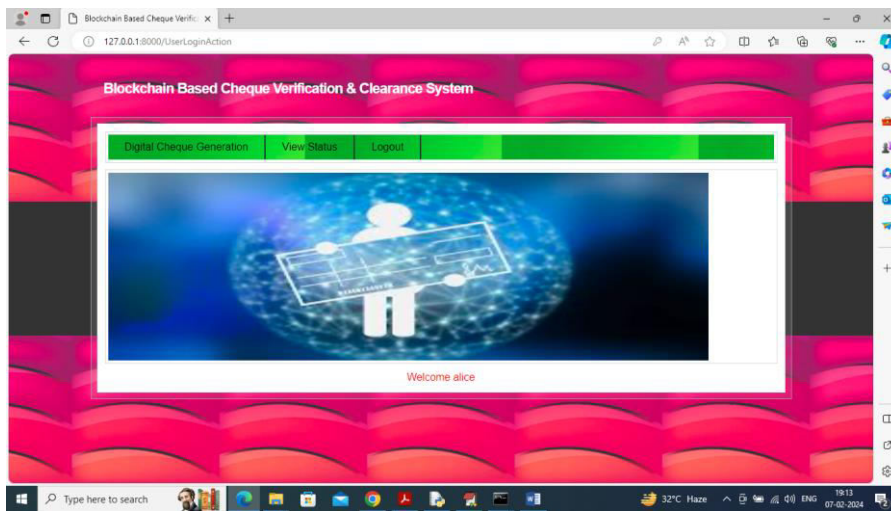 Blockchain Based Cheque Verific
127.0.0.1:8000/UserLoginAction
Blockchain Based Cheque Verification & Clearance System
Digital Cheque Generation View Status Logout
Welcome alice
Type here to search 32°C Haze ENG 19:13
07-02-2024